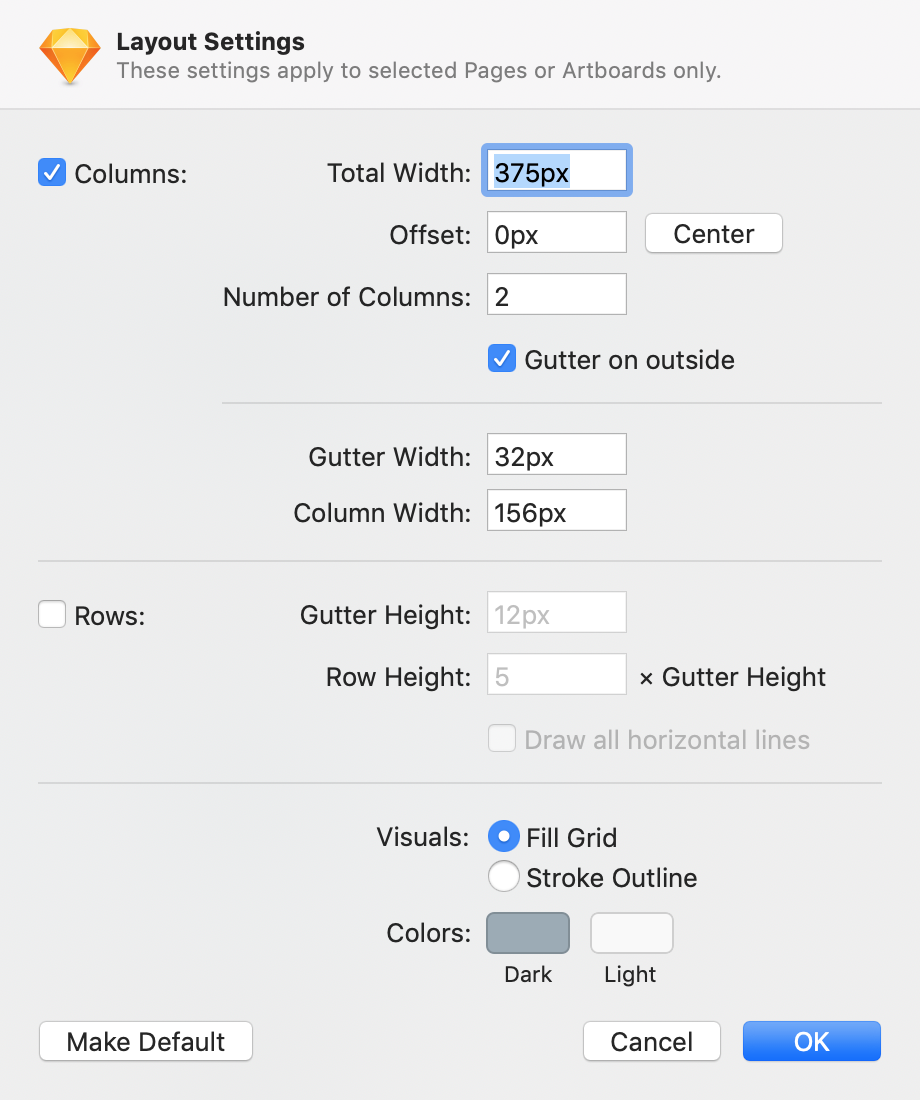 Layout Settings
These settings apply to selected Pages or Artboards only.
Columns: Total Width: 375px
Offset: 0px Center
Number of Columns: 2
Gutter on outside
Gutter Width: 32px
Column Width: 156px
Rows: Gutter Height: 12px
Row Height: 5 × Gutter Height
Draw all horizontal lines
Visuals: Fill Grid
Stroke Outline
Colors:
Dark Light
Make Default Cancel OK